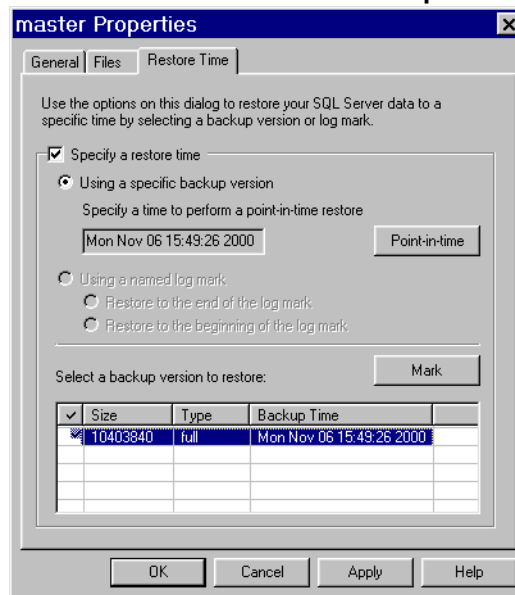 master Properties
General Files Restore Time
Use the options on this dialog to restore your SQL Server data to a
specific time by selecting a backup version or log mark.
Specify a restore time
Using a specific backup version
Specify a time to perform a point-in-time restore
Mon Nov 06 15:49:26 2000 Point-in-time
Using a named log mark
Restore to the end of the log mark
Restore to the beginning of the log mark
Select a backup version to restore: Mark
Size Type Backup Time
10403840 full Mon Nov 06 15:49:26 2000
OK Cancel Apply Help